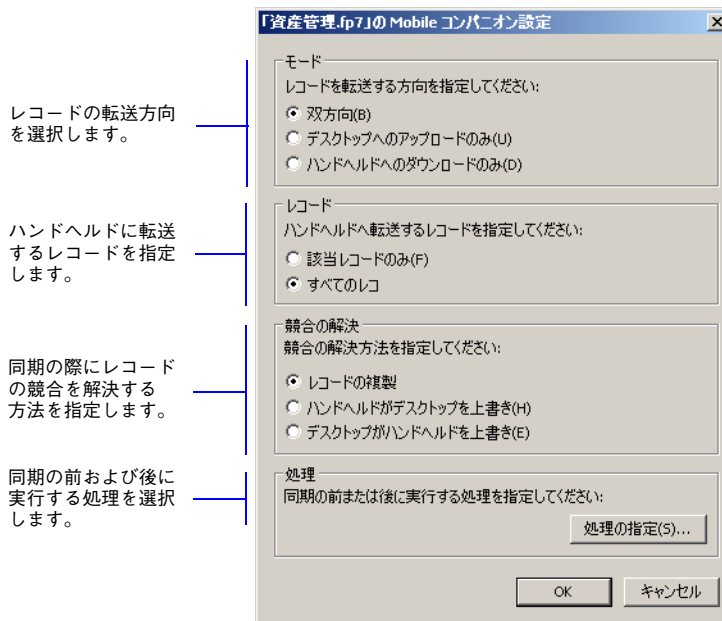 「資産管理.fp7」の Mobile コンパニオン設定
レコードの転送方向
を選択します。
モード
レコードを転送する方向を指定してください:
双方向(B)
デスクトップへのアップロードのみ(U)
ハンドヘルドへのダウンロードのみ(D)
ハンドヘルドに転送
するレコードを指定
します。
レコード
ハンドヘルドへ転送するレコードを指定してください:
該当レコードのみ(F)
すべてのレコ
同期の際にレコード
の競合を解決する
方法を指定します。
競合の解決
競合の解決方法を指定してください:
レコードの複製
ハンドヘルドがデスクトップを上書き(H)
デスクトップがハンドヘルドを上書き(E)
同期の前および後に
実行する処理を選択
します。
処理
同期の前または後に実行する処理を指定してください:
処理の指定(S)...
OK
キャンセル